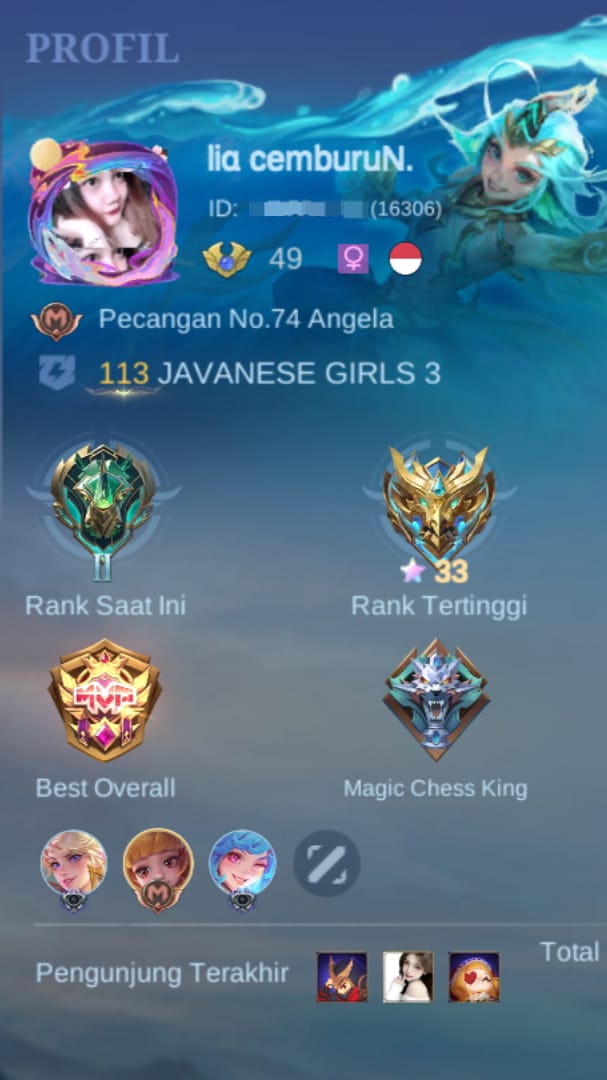 PROFIL
lia cemburuN.
ID: (16306)
49
Pecangan No.74 Angela
113 JAVANESE GIRLS 3
II
33
Rank Saat Ini
Rank Tertinggi
MVP
Best Overall
Magic Chess King
Total
Pengunjung Terakhir